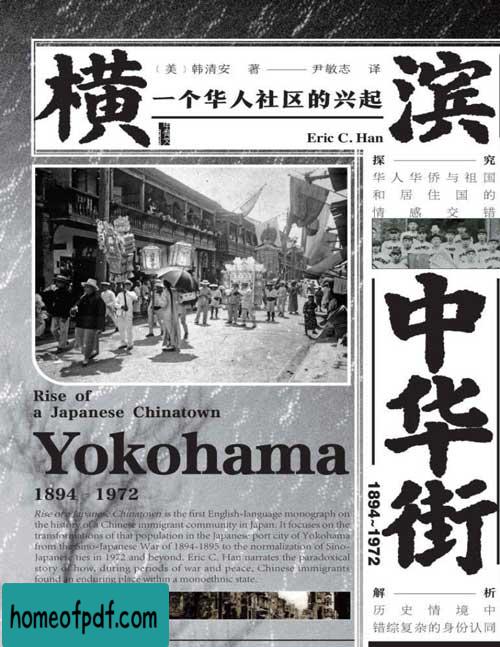 横滨
（美）韩清安 著 —— 尹敏志 译
一个华人社区的兴起
Eric C. Han
探——究
华人华侨与祖国
和居住国的
情感交错
中华街
1894~1972
Rise of
a Japanese Chinatown
Yokohama
1894 - 1972
Rise of a Japanese Chinatown is the first English-language monograph on
the history of a Chinese immigrant community in Japan. It focuses on the
transformations of that population in the Japanese port city of Yokohama
from the Sino-Japanese War of 1894-1895 to the normalization of Sino-
Japanese ties in 1972 and beyond. Eric C. Han narrates the paradoxical
story of how, during periods of war and peace, Chinese immigrants
found an enduring place within a monoethnic state.
解——析
历史情境中
错综复杂的身份认同
homeofpdf.com